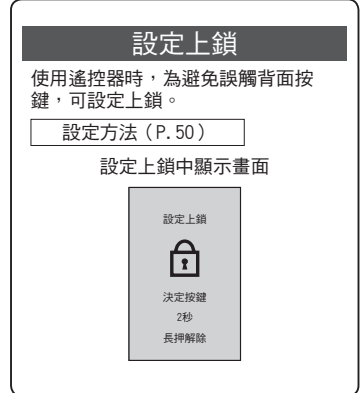 設定上鎖
使用遙控器時，為避免誤觸背面按
鍵，可設定上鎖。
設定方法（P.50）
設定上鎖中顯示畫面
設定上鎖
決定按鍵
2秒
長押解除